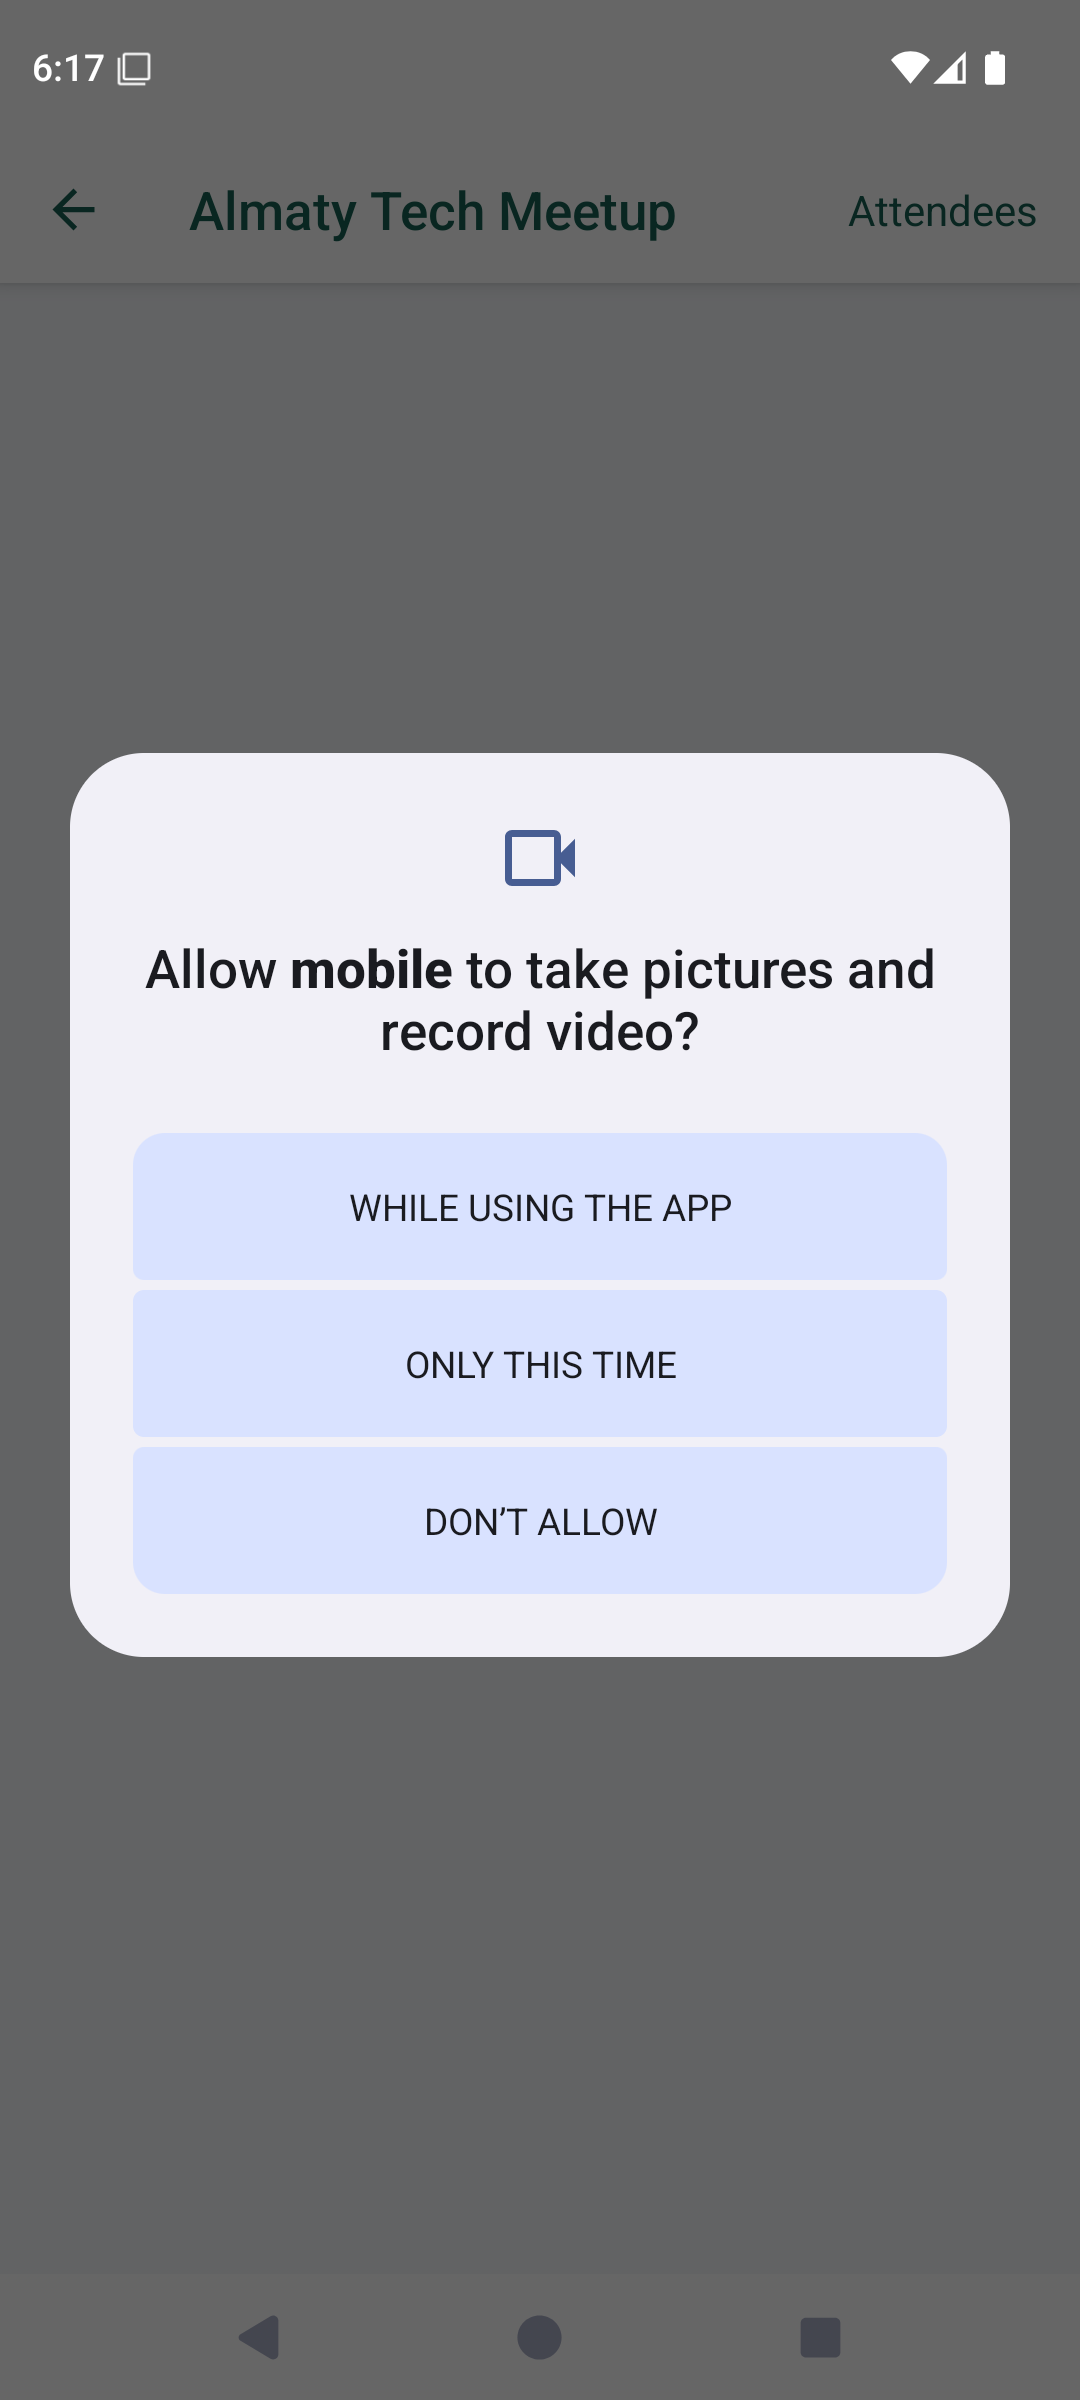 6:17
Almaty Tech Meetup
Attendees
Allow mobile to take pictures and
record video?
WHILE USING THE APP
ONLY THIS TIME
DON’T ALLOW